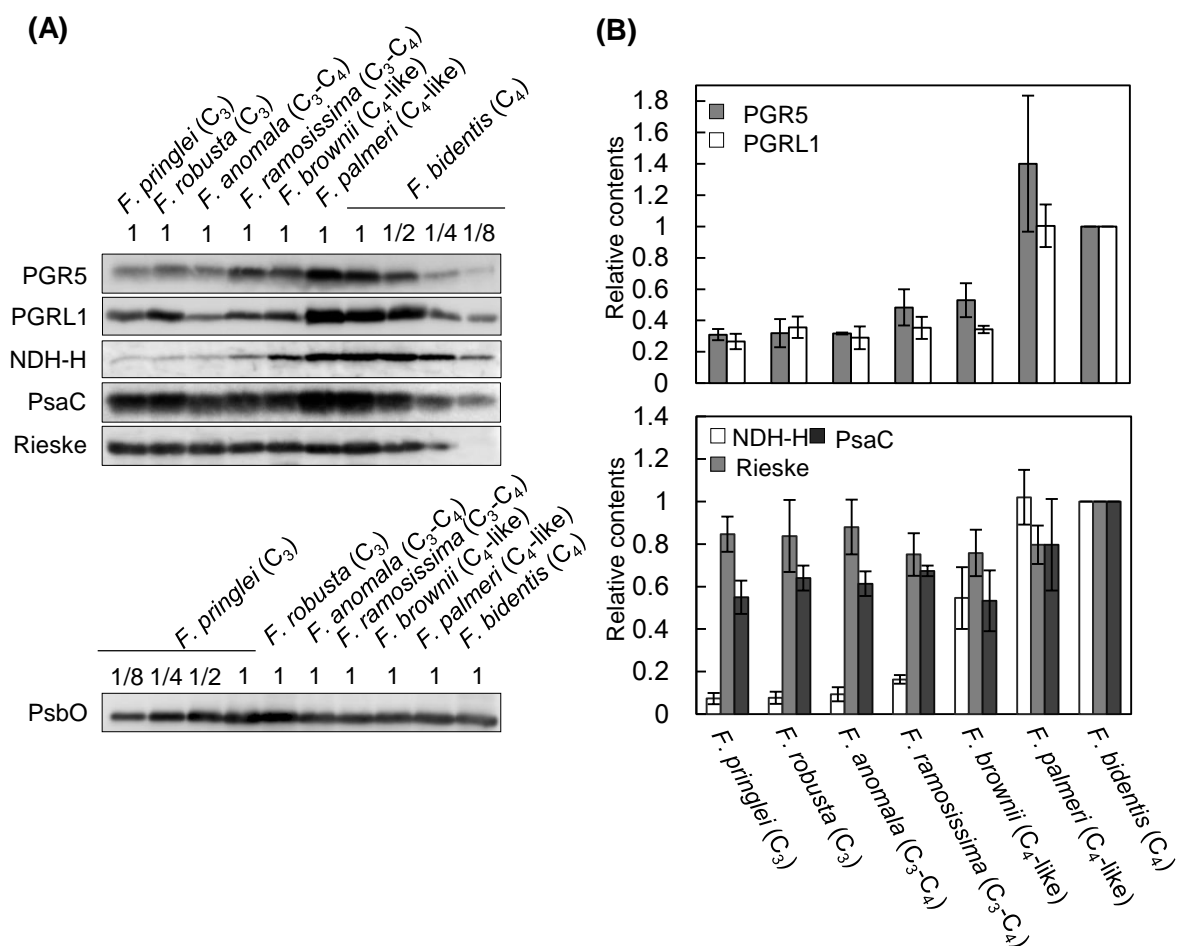 (A)
F. pringlei (C₃)
F. robusta (C₃)
F. anomala (C₃-C₄)
F. ramosissima (C₃-C₄)
F. brownii (C₄-like)
F. palmeri (C₄-like)
F. bidentis (C₄)
1 1 1 1 1 1 1 1/2 1/4 1/8
PGR5
PGRL1
NDH-H
PsaC
Rieske
F. pringlei (C₃)
F. robusta (C₃)
F. anomala (C₃-C₄)
F. ramosissima (C₃-C₄)
F. brownii (C₄-like)
F. palmeri (C₄-like)
F. bidentis (C₄)
1/8 1/4 1/2 1 1 1 1 1 1 1
PsbO
(B)
Relative contents
1.8
1.6
1.4
1.2
1
0.8
0.6
0.4
0.2
0
PGR5
PGRL1
Relative contents
1.4
1.2
1
0.8
0.6
0.4
0.2
0
NDH-H PsaC
Rieske
F. pringlei (C₃)
F. robusta (C₃)
F. anomala (C₃-C₄)
F. ramosissima (C₃-C₄)
F. brownii (C₄-like)
F. palmeri (C₄-like)
F. bidentis (C₄)